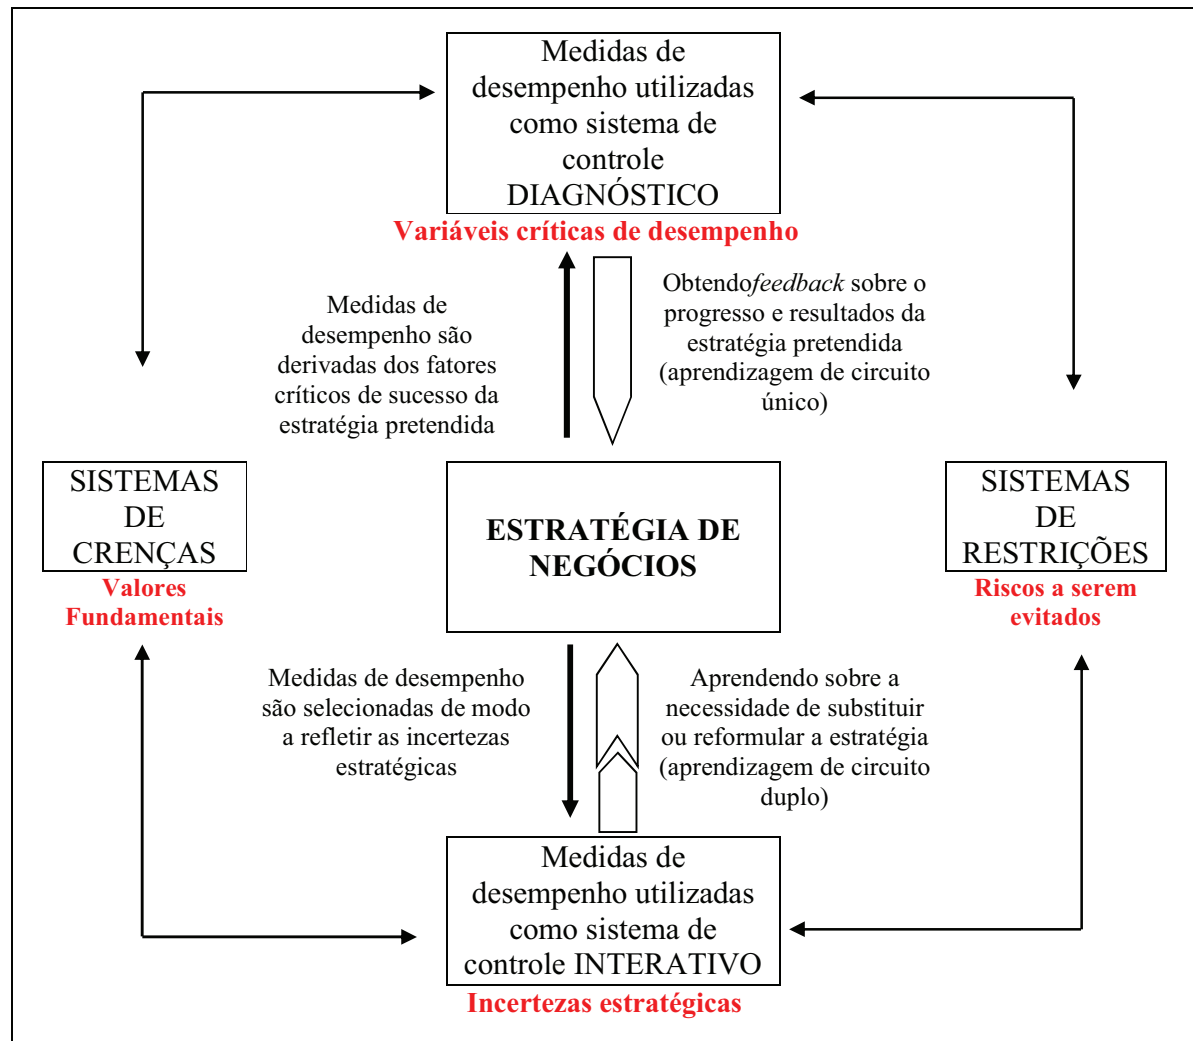 Medidas de
desempenho utilizadas
como sistema de
controle
DIAGNÓSTICO
Variáveis críticas de desempenho
Medidas de
desempenho são
derivadas dos fatores
críticos de sucesso da
estratégia pretendida
Obtendofeedback sobre o
progresso e resultados da
estratégia pretendida
(aprendizagem de circuito
único)
SISTEMAS
DE
CRENÇAS
Valores
Fundamentais
ESTRATÉGIA DE
NEGÓCIOS
SISTEMAS
DE
RESTRIÇÕES
Riscos a serem
evitados
Medidas de desempenho
são selecionadas de modo
a refletir as incertezas
estratégicas
Aprendendo sobre a
necessidade de substituir
ou reformular a estratégia
(aprendizagem de circuito
duplo)
Medidas de
desempenho utilizadas
como sistema de
controle INTERATIVO
Incertezas estratégicas